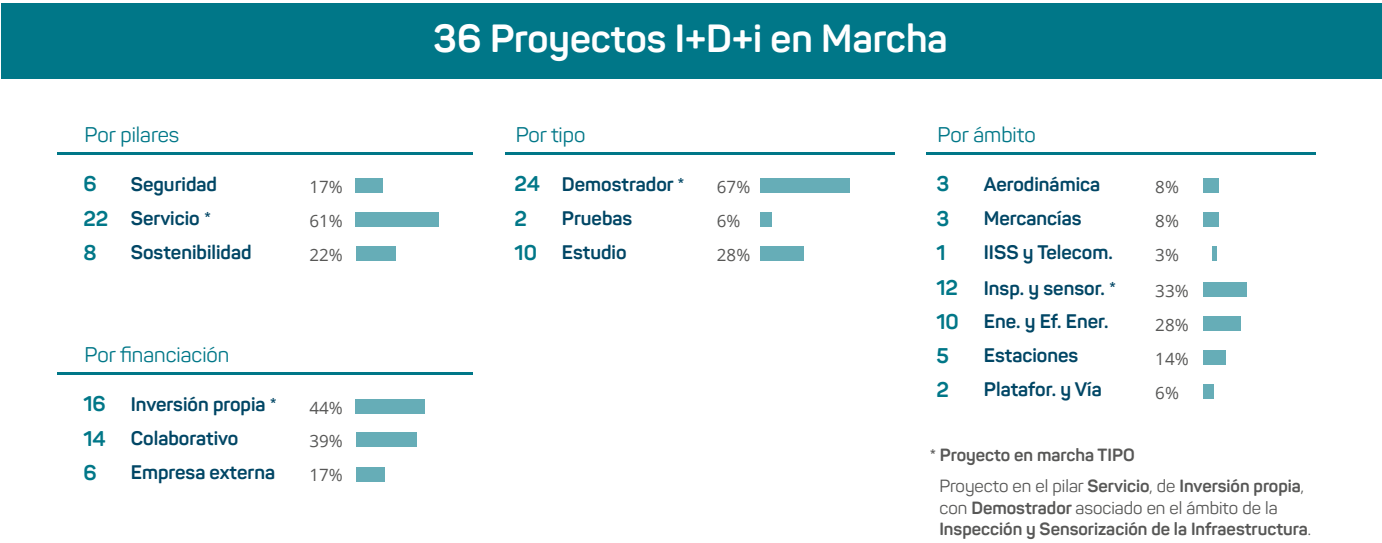 36 Proyectos I+D+i en Marcha
Por pilares
6 Seguridad 17%
22 Servicio * 61%
8 Sostenibilidad 22%
Por financiación
16 Inversión propia * 44%
14 Colaborativo 39%
6 Empresa externa 17%
Por tipo
24 Demostrador * 67%
2 Pruebas 6%
10 Estudio 28%
Por ámbito
3 Aerodinámica 8%
3 Mercancías 8%
1 IISS y Telecom. 3%
12 Insp. y sensor. * 33%
10 Ene. y Ef. Ener. 28%
5 Estaciones 14%
2 Platafor. y Vía 6%
* Proyecto en marcha TIPO
Proyecto en el pilar Servicio, de Inversión propia,
con Demostrador asociado en el ámbito de la
Inspección y Sensorización de la Infraestructura.